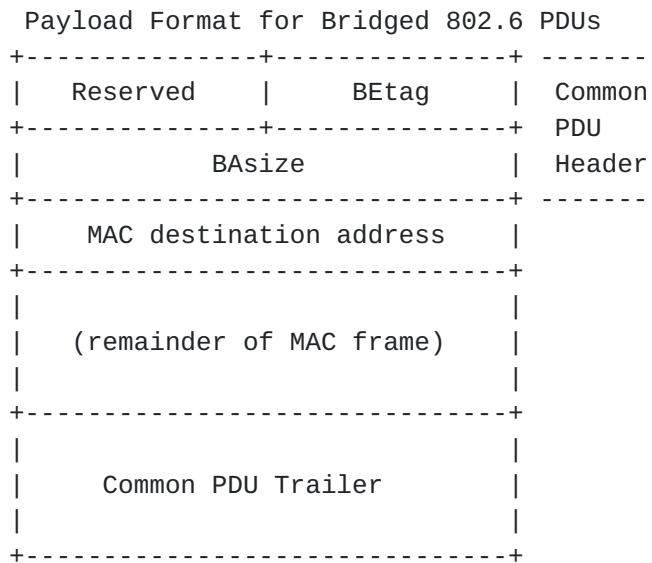 Payload Format for Bridged 802.6 PDUs
+---------------+---------------+ -------
|   Reserved    |     BEtag     |  Common
+---------------+---------------+  PDU
|            BAsize             |  Header
+-------------------------------+ -------
|    MAC destination address    |
+-------------------------------+
|                               |
|   (remainder of MAC frame)    |
|                               |
+-------------------------------+
|                               |
|     Common PDU Trailer        |
|                               |
+-------------------------------+